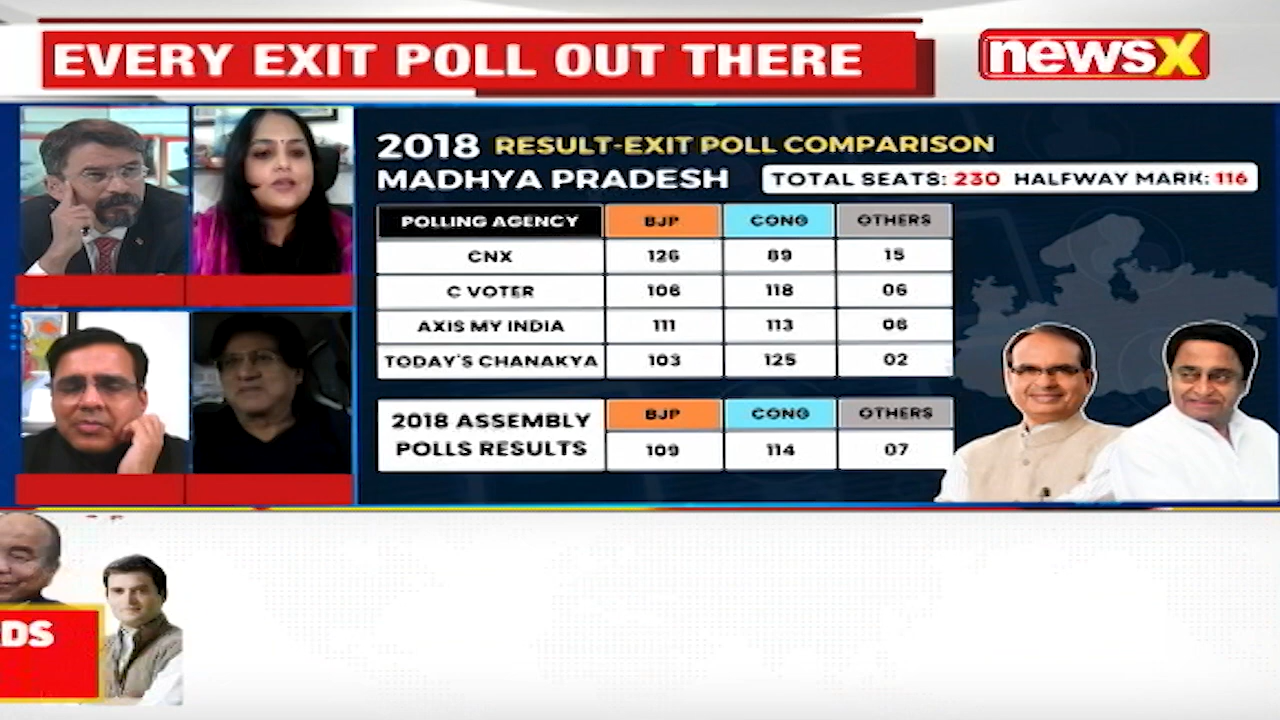 EVERY EXIT POLL OUT THERE
newsX
2018 RESULT-EXIT POLL COMPARISON
MADHYA PRADESH TOTAL SEATS: 230 HALFWAY MARK: 116
POLLING AGENCY BJP CONG OTHERS
CNX 126 89 15
C VOTER 106 118 06
AXIS MY INDIA 111 113 06
TODAY'S CHANAKYA 103 125 02
2018 ASSEMBLY POLLS RESULTS
BJP CONG OTHERS
109 114 07
DS